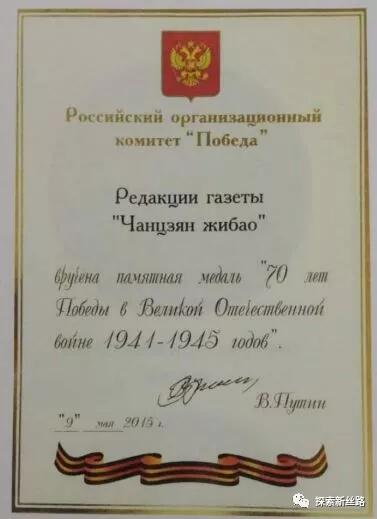 Российский организационный
комитет "Победа"
Редакции газеты
"Чанцзян жибао"
вручена памятная медаль "70 лет
Победы в Великой Отечественной
войне 1941-1945 годов".
В.Путин
"9" мая 2015 г.
探索新丝路